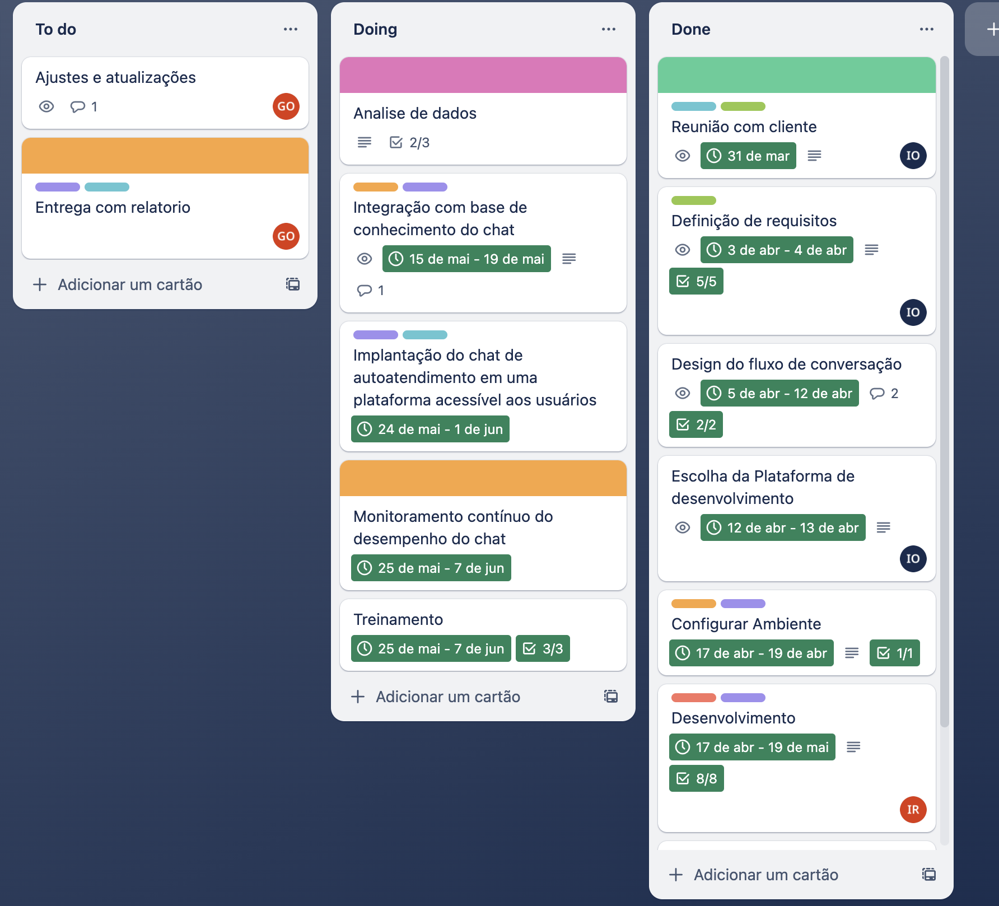 To do
Ajustes e atualizações
1
GO
Entrega com relatorio
GO
Adicionar um cartão
Doing
Analise de dados
2/3
Integração com base de
conhecimento do chat
15 de mai - 19 de mai
1
Implantação do chat de
autoatendimento em uma
plataforma acessível aos usuários
24 de mai - 1 de jun
Monitoramento contínuo do
desempenho do chat
25 de mai - 7 de jun
Treinamento
25 de mai - 7 de jun 3/3
Adicionar um cartão
Done
Reunião com cliente
31 de mar
IO
Definição de requisitos
3 de abr - 4 de abr
5/5
IO
Design do fluxo de conversação
5 de abr - 12 de abr 2
2/2
Escolha da Plataforma de
desenvolvimento
12 de abr - 13 de abr
IO
Configurar Ambiente
17 de abr - 19 de abr 1/1
Desenvolvimento
17 de abr - 19 de mai
8/8
IR
Adicionar um cartão